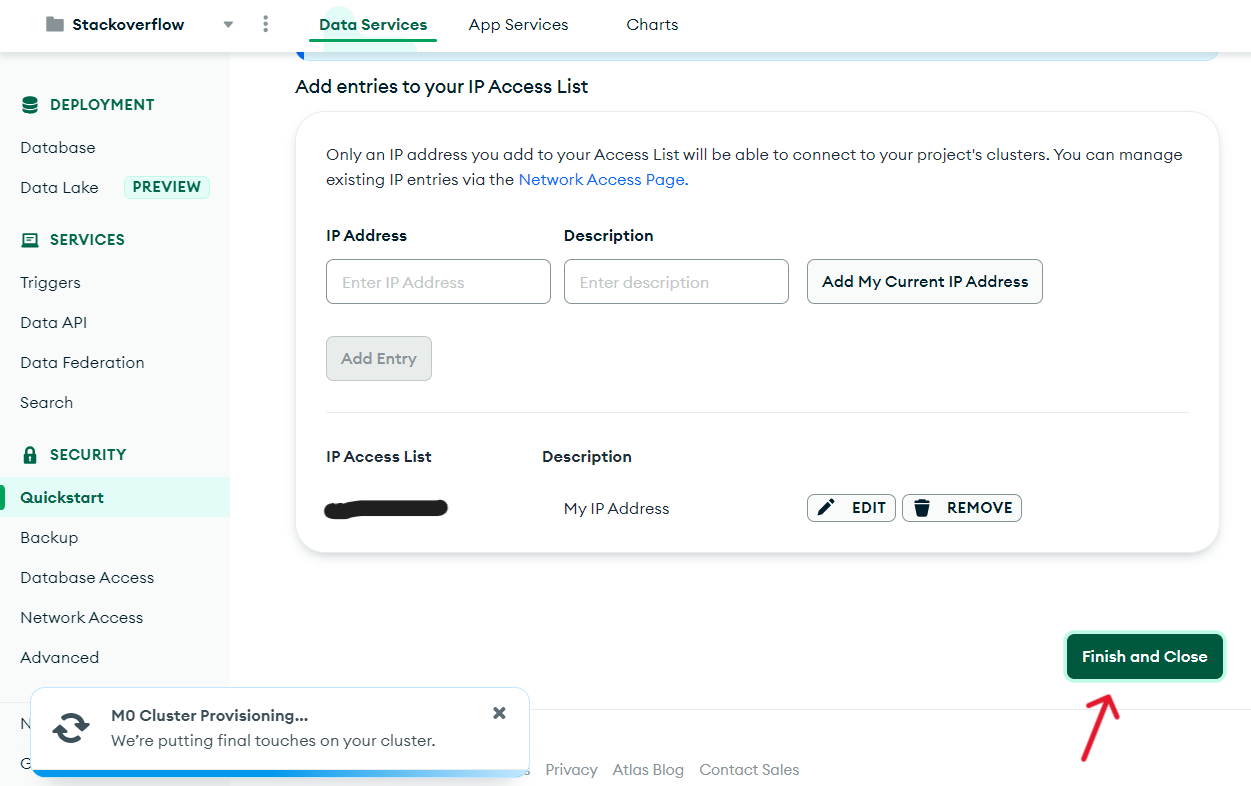 Stackoverflow
Data Services
App Services
Charts
DEPLOYMENT
Database
Data Lake PREVIEW
SERVICES
Triggers
Data API
Data Federation
Search
SECURITY
Quickstart
Backup
Database Access
Network Access
Advanced
Add entries to your IP Access List
Only an IP address you add to your Access List will be able to connect to your project's clusters. You can manage
existing IP entries via the Network Access Page.
IP Address Description
Enter IP Address Enter description Add My Current IP Address
Add Entry
IP Access List Description
My IP Address EDIT REMOVE
Finish and Close
M0 Cluster Provisioning...
We're putting final touches on your cluster.
Privacy Atlas Blog Contact Sales